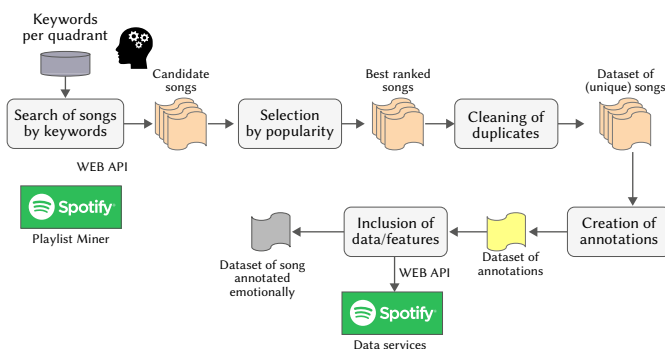 Keywords
per quadrant
Candidate
songs
Best ranked
songs
Dataset of
(unique) songs
Search of songs
by keywords
Selection
by popularity
Cleaning of
duplicates
WEB API
Spotify
Playlist Miner
Creation of
annotations
Dataset of
annotations
Inclusion of
data/features
Dataset of song
annotated
emotionally
WEB API
Spotify
Data services